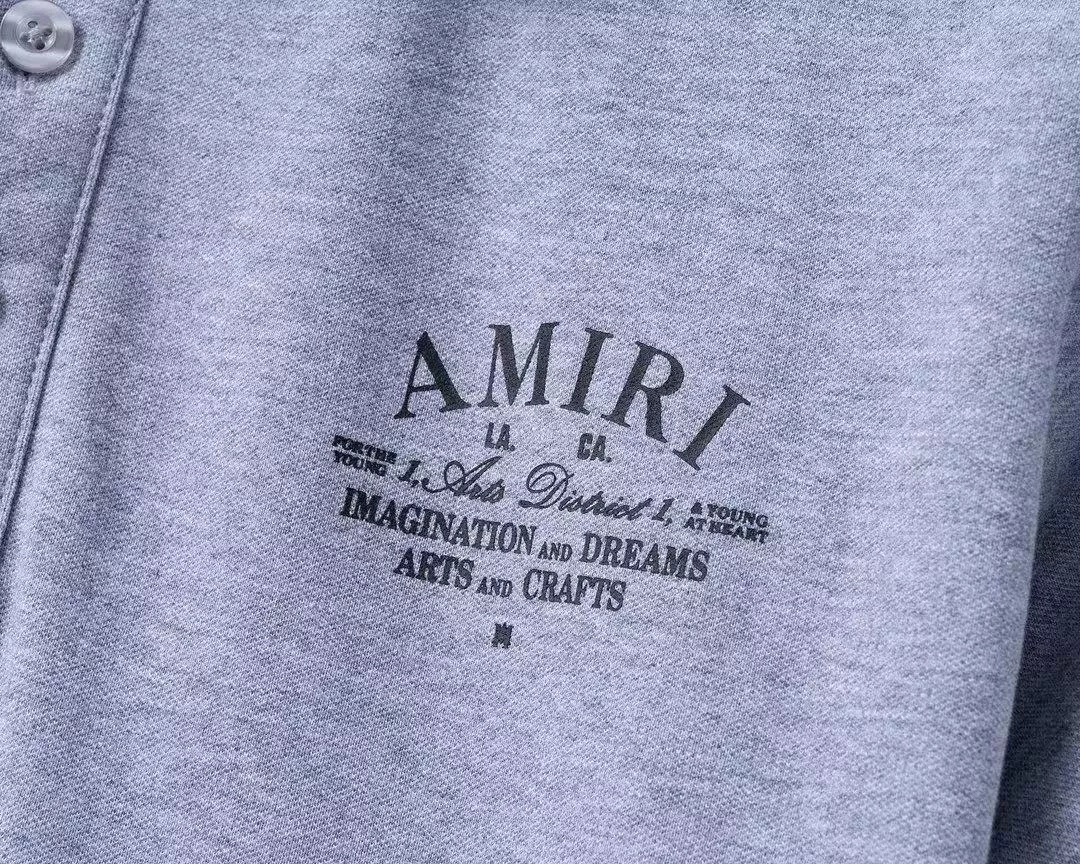 AMIRI
LA. CA.
FOR THE
YOUNG
1, Arts District 1,
& YOUNG
AT HEART
IMAGINATION AND DREAMS
ARTS AND CRAFTS